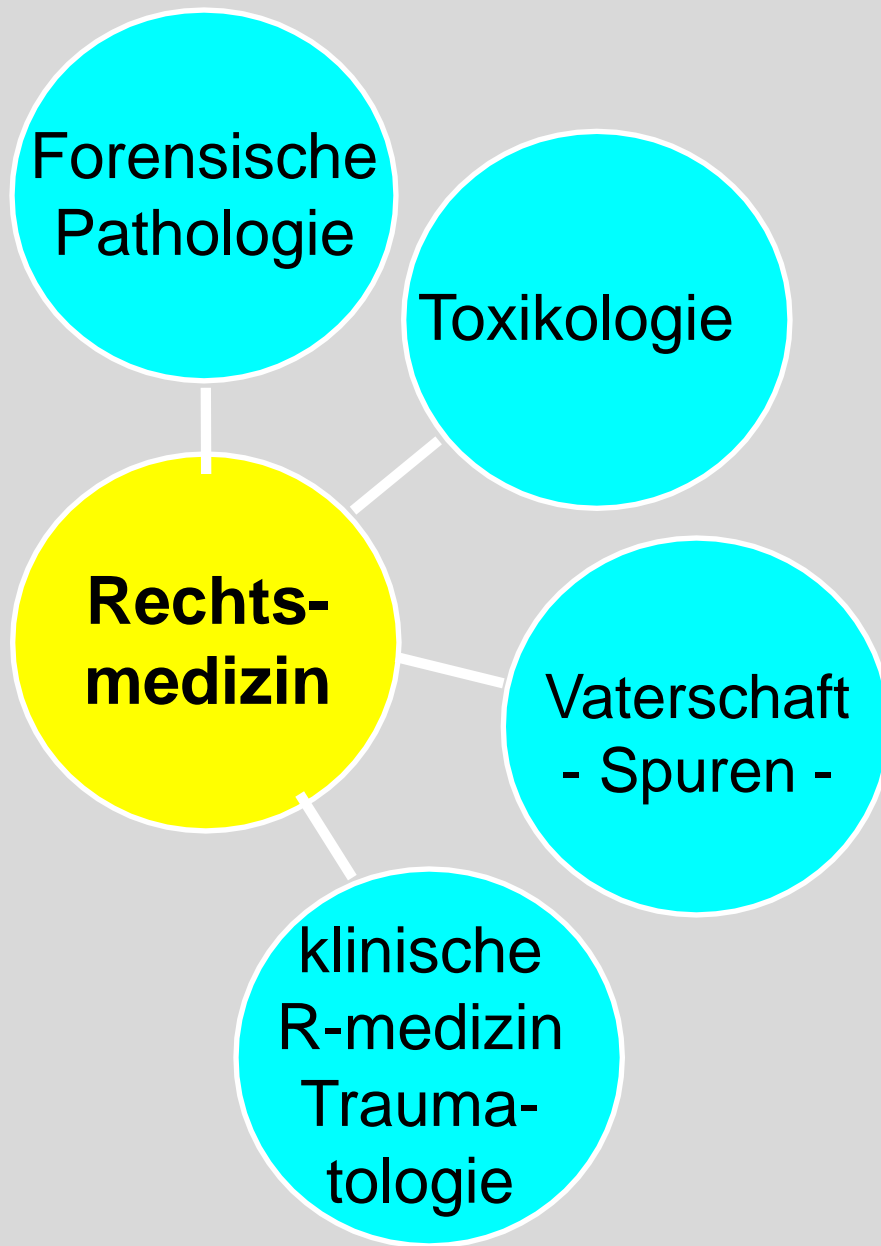 Forensische
Pathologie
Toxikologie
Rechts-
medizin
Vaterschaft
- Spuren -
klinische
R-medizin
Trauma-
tologie